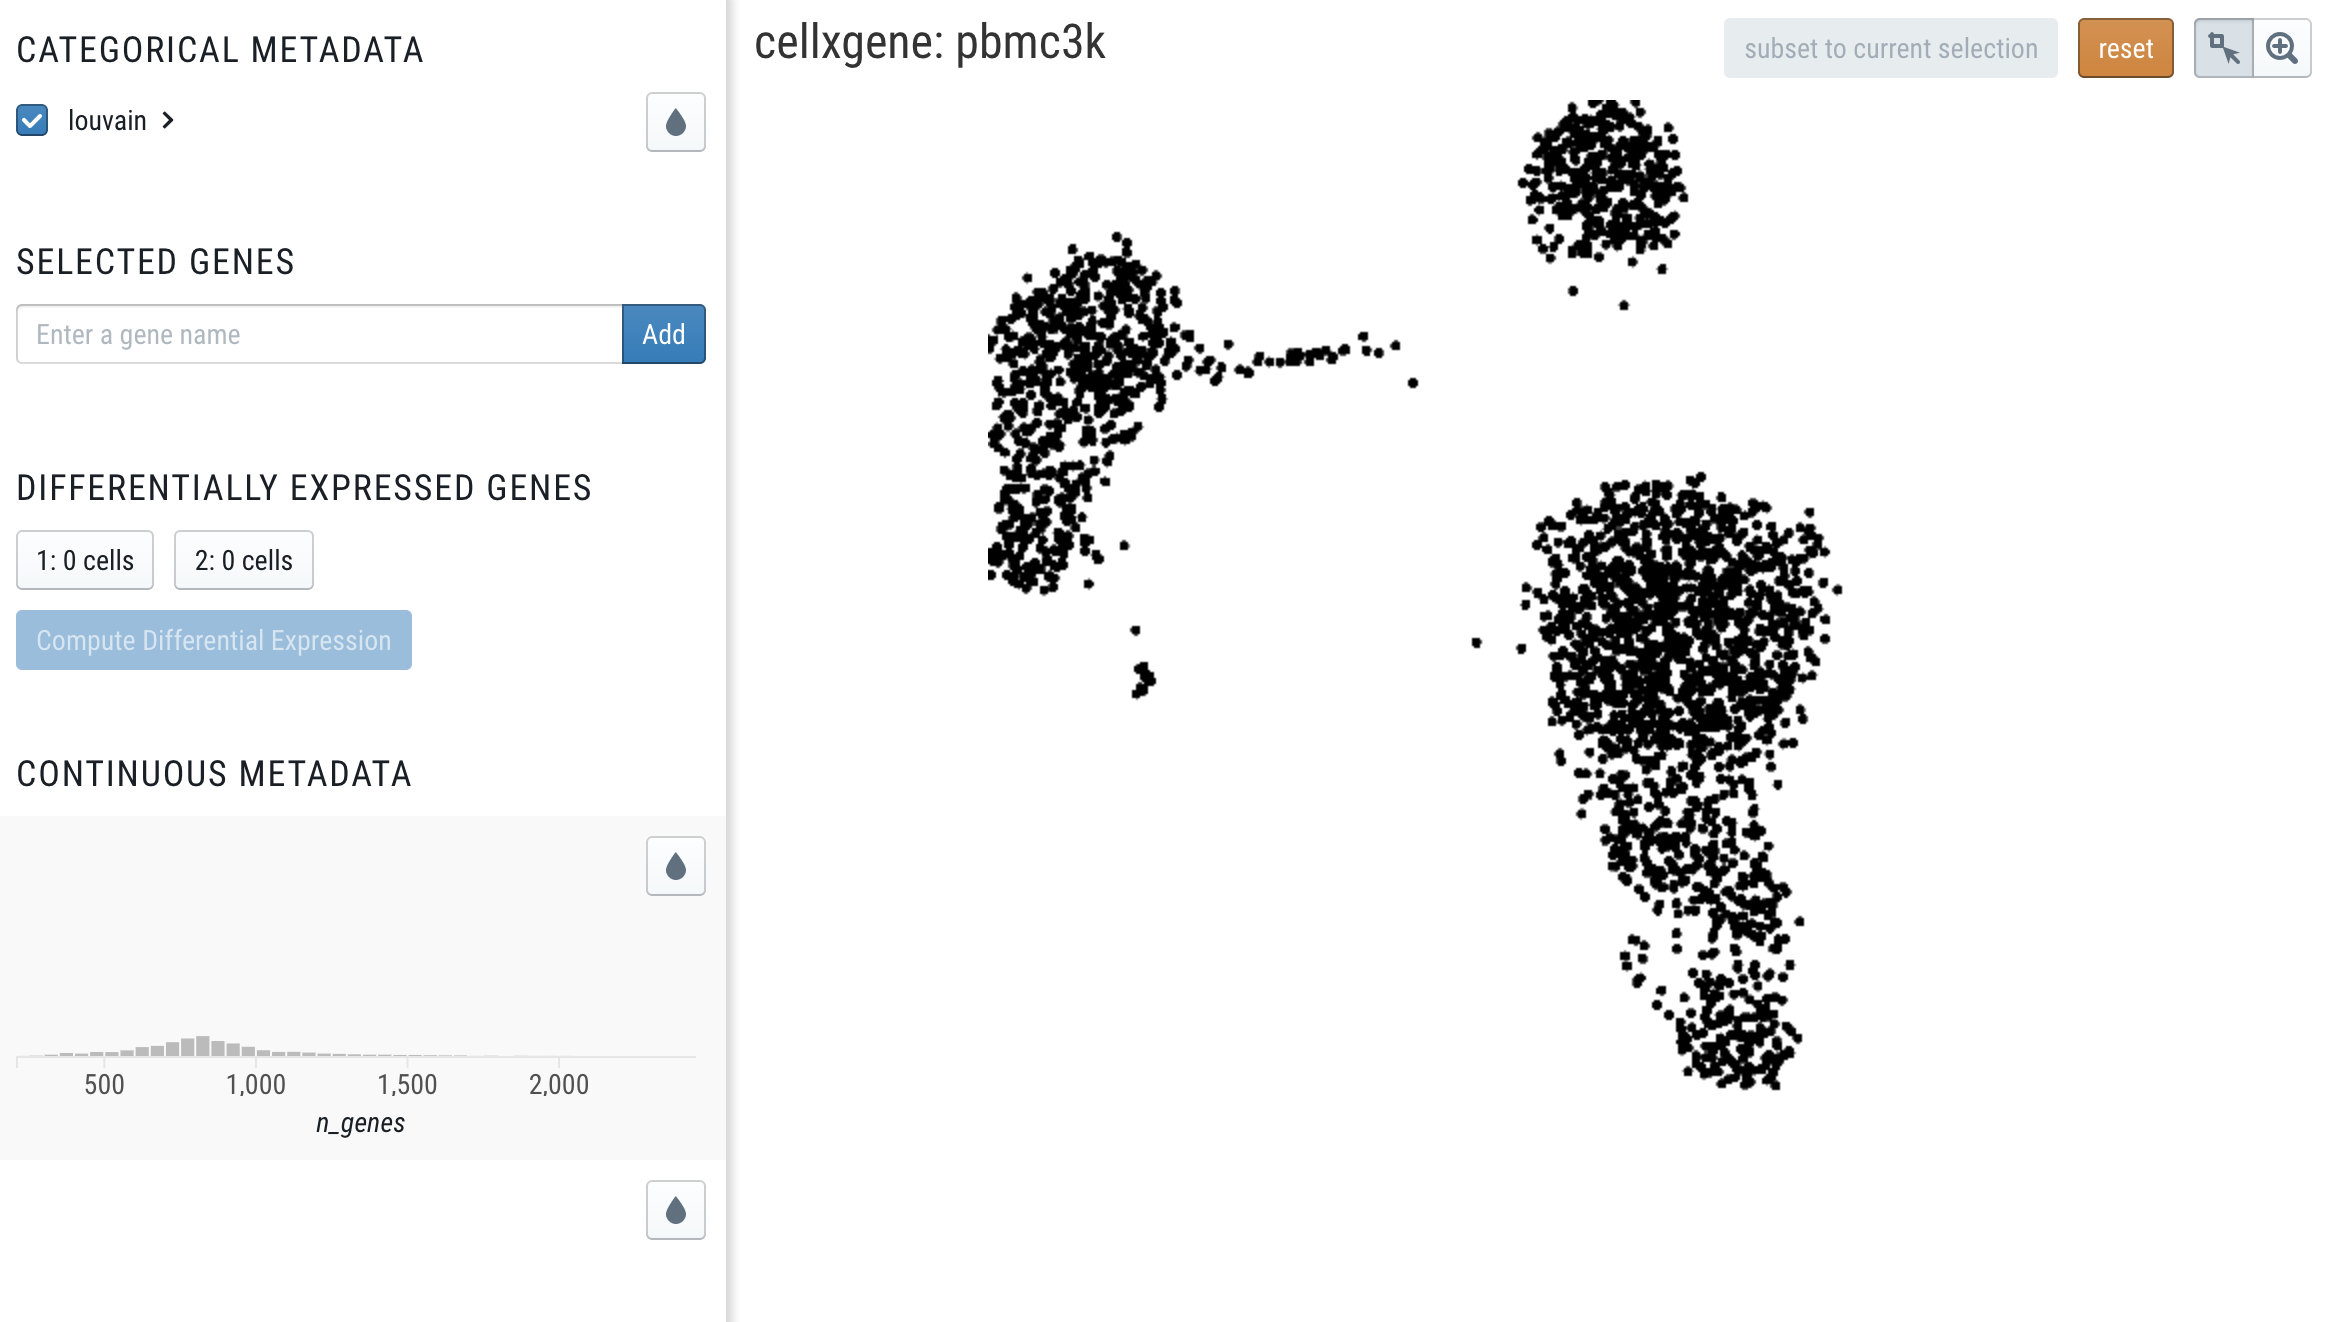 CATEGORICAL METADATA
louvain
SELECTED GENES
Enter a gene name
Add
DIFFERENTIALLY EXPRESSED GENES
1: 0 cells
2: 0 cells
Compute Differential Expression
CONTINUOUS METADATA
500 1,000 1,500 2,000
n_genes
cellxgene: pbmc3k
subset to current selection
reset